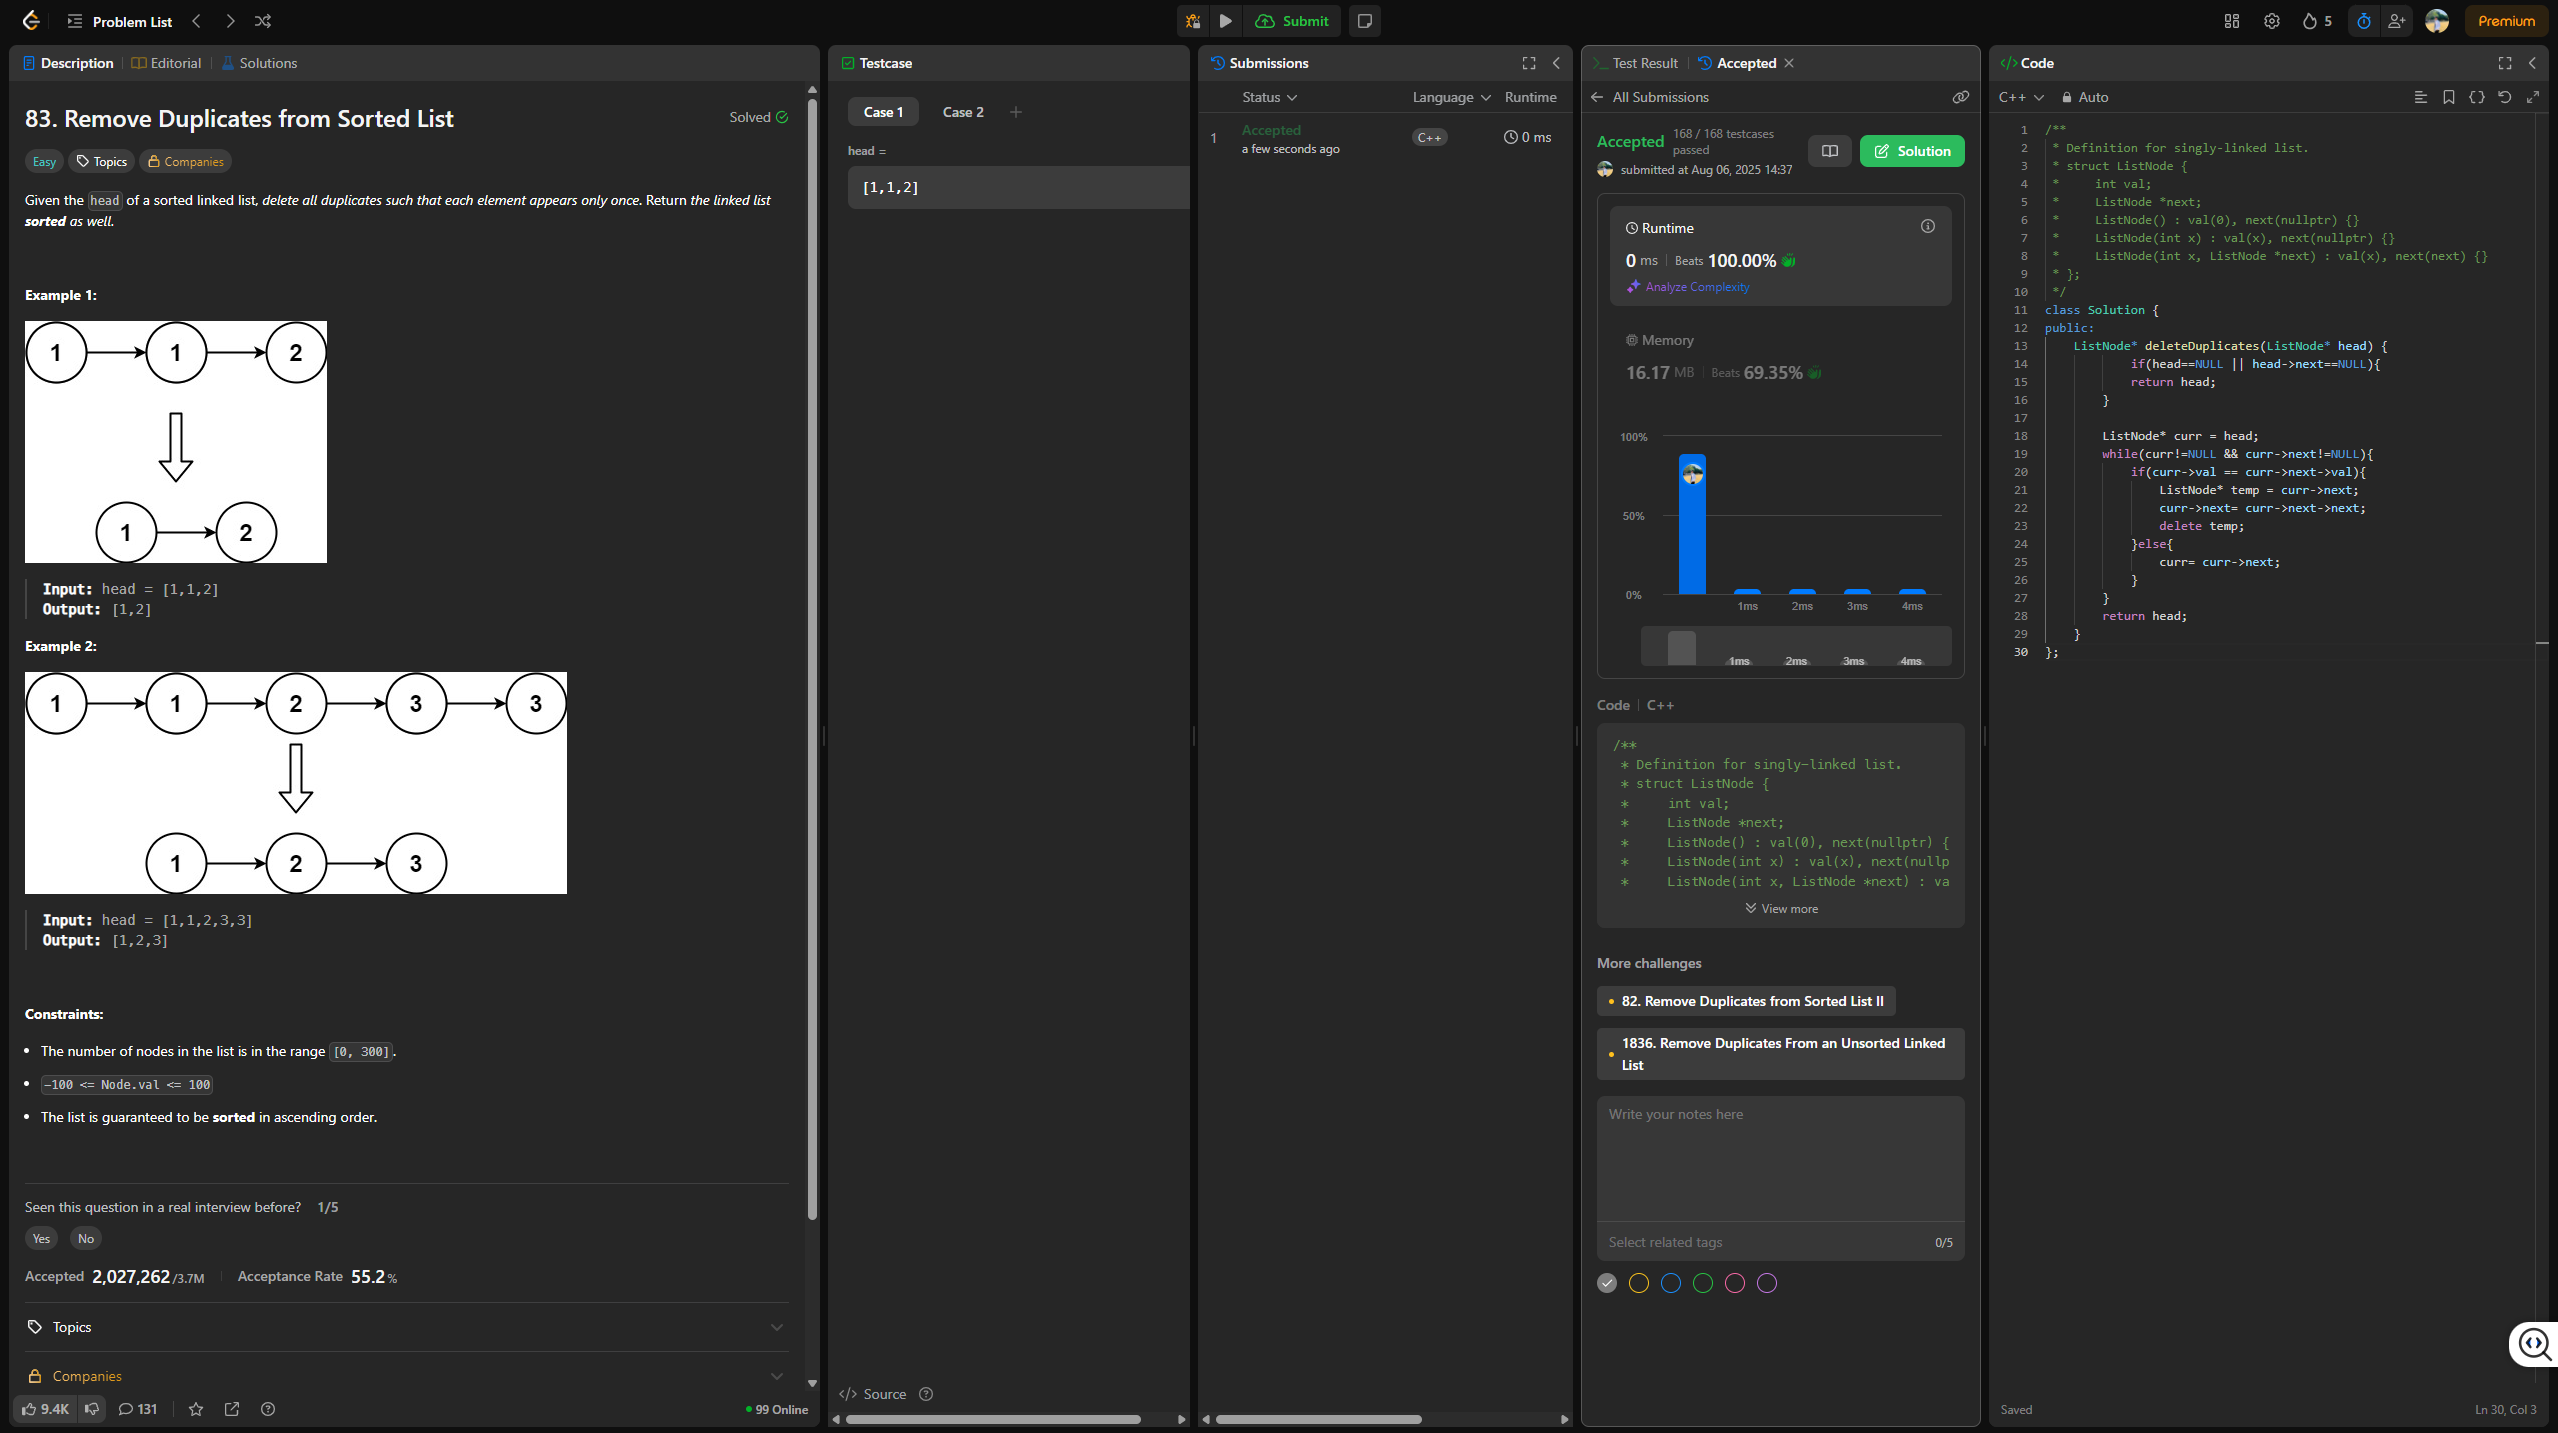 Problem List
Submit
5
Premium
Description
Editorial
Solutions
83. Remove Duplicates from Sorted List
Solved
Easy
Topics
Companies
Given the head of a sorted linked list, delete all duplicates such that each element appears only once. Return the linked list
sorted as well.
Example 1:
1 1 2
1 2
Input: head = [1,1,2]
Output: [1,2]
Example 2:
1 1 2 3 3
1 2 3
Input: head = [1,1,2,3,3]
Output: [1,2,3]
Constraints:
The number of nodes in the list is in the range [0, 300].
-100 <= Node.val <= 100
The list is guaranteed to be sorted in ascending order.
Seen this question in a real interview before? 1/5
Yes No
Accepted 2,027,262/3.7M Acceptance Rate 55.2%
Topics
Companies
9.4K 131
99 Online
Testcase
Case 1 Case 2
head =
[1,1,2]
Source
Submissions
Status Language Runtime
1 Accepted C++ 0 ms
a few seconds ago
Test Result Accepted
All Submissions
Accepted 168 / 168 testcases
passed
submitted at Aug 06, 2025 14:37
Solution
Runtime
0 ms Beats 100.00%
Analyze Complexity
Memory
16.17 MB Beats 69.35%
100%
50%
0%
1ms 2ms 3ms 4ms
1ms 2ms 3ms 4ms
Code C++
/**
* Definition for singly-linked list.
* struct ListNode {
* int val;
* ListNode *next;
* ListNode() : val(0), next(nullptr) {
* ListNode(int x) : val(x), next(nullp
* ListNode(int x, ListNode *next) : va
View more
More challenges
82. Remove Duplicates from Sorted List II
1836. Remove Duplicates From an Unsorted Linked
List
Write your notes here
Select related tags 0/5
Code
C++ Auto
1 /**
2 * Definition for singly-linked list.
3 * struct ListNode {
4 * int val;
5 * ListNode *next;
6 * ListNode() : val(0), next(nullptr) {}
7 * ListNode(int x) : val(x), next(nullptr) {}
8 * ListNode(int x, ListNode *next) : val(x), next(next) {}
9 * };
10 */
11 class Solution {
12 public:
13 ListNode* deleteDuplicates(ListNode* head) {
14 if(head==NULL || head->next==NULL){
15 return head;
16 }
17
18 ListNode* curr = head;
19 while(curr!=NULL && curr->next!=NULL){
20 if(curr->val == curr->next->val){
21 ListNode* temp = curr->next;
22 curr->next= curr->next->next;
23 delete temp;
24 }else{
25 curr= curr->next;
26 }
27 }
28 return head;
29 }
30 };
Saved
Ln 30, Col 3